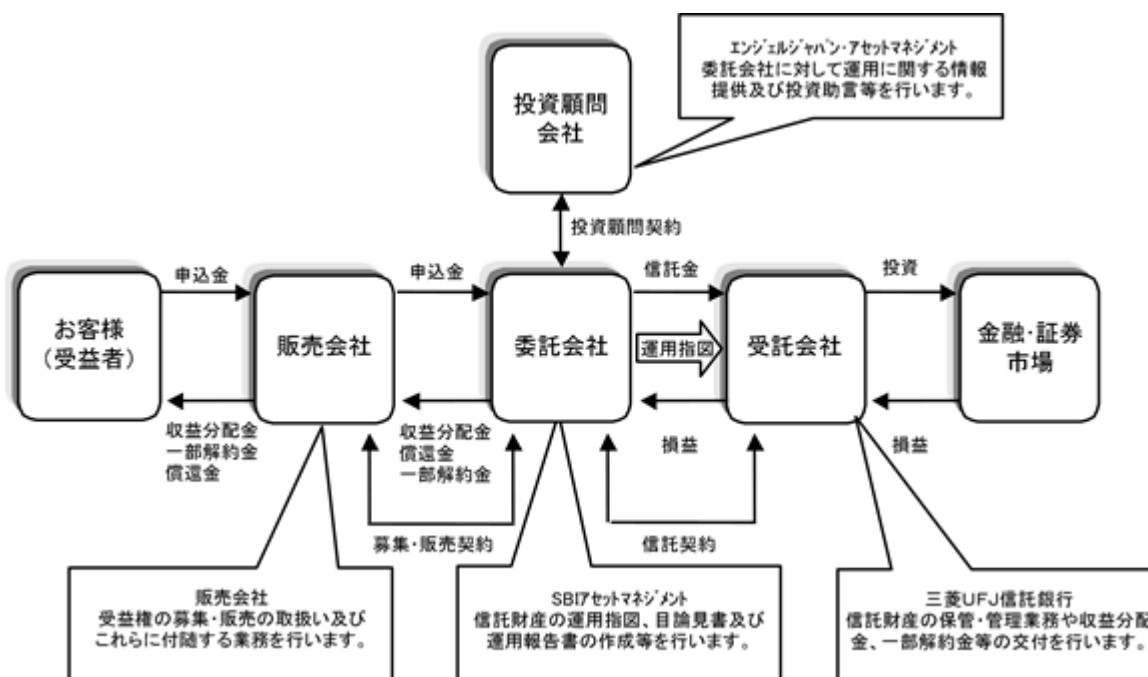 エンジェルジャパン・アセットマネジメント
委託会社に対して運用に関する情報
提供及び投資助言等を行います。
投資顧問
会社
投資顧問契約
申込金
申込金
信託金
投資
お客様
(受益者)
販売会社
委託会社
運用指図
受託会社
金融・証券
市場
収益分配金
一部解約金
償還金
収益分配金
償還金
一部解約金
損益
損益
募集・販売契約
信託契約
販売会社
受益権の募集・販売の取扱い及び
これらに付随する業務を行います。
SBIアセットマネジメント
信託財産の運用指図、目論見書及び
運用報告書の作成等を行います。
三菱UFJ信託銀行
信託財産の保管・管理業務や収益分配
金、一部解約金等の交付を行います。